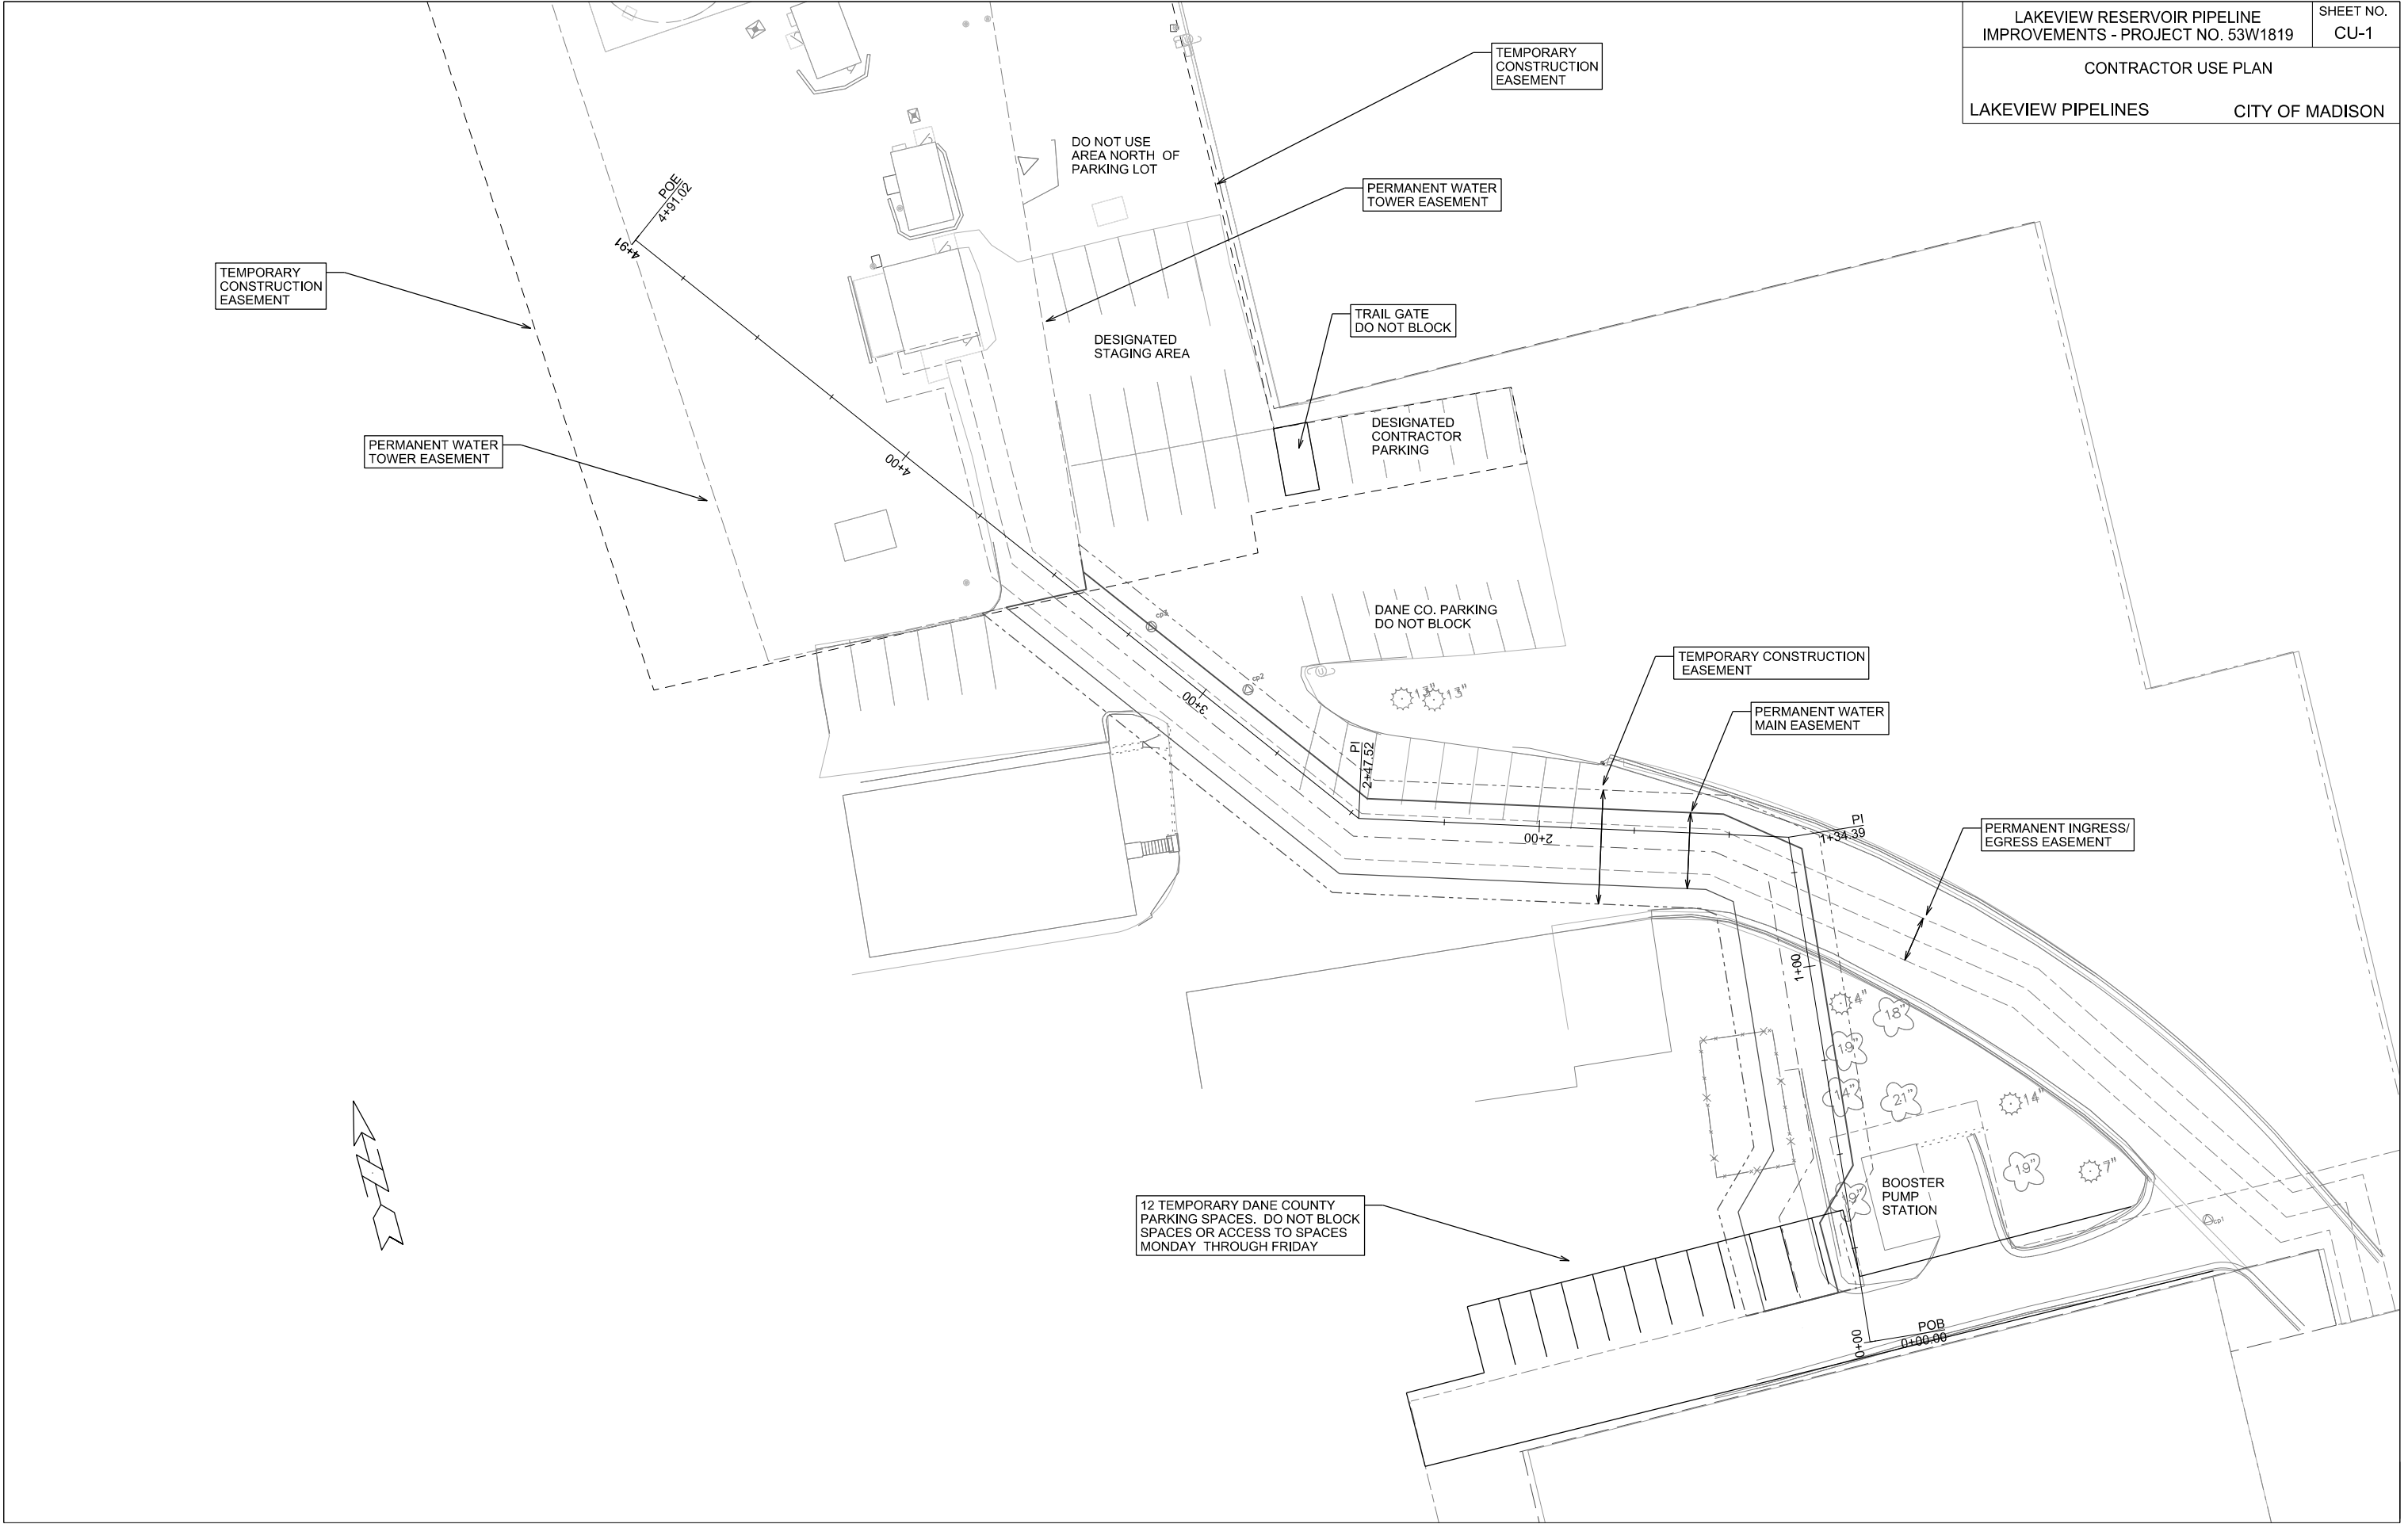 LAKEVIEW RESERVOIR PIPELINE
IMPROVEMENTS - PROJECT NO. 53W1819
SHEET NO.
CU-1
CONTRACTOR USE PLAN
LAKEVIEW PIPELINES
CITY OF MADISON
TEMPORARY
CONSTRUCTION
EASEMENT
DO NOT USE
AREA NORTH OF
PARKING LOT
PERMANENT WATER
TOWER EASEMENT
POE
4+91.02
4+91
TEMPORARY
CONSTRUCTION
EASEMENT
TRAIL GATE
DO NOT BLOCK
DESIGNATED
STAGING AREA
DESIGNATED
CONTRACTOR
PARKING
PERMANENT WATER
TOWER EASEMENT
4+00
DANE CO. PARKING
DO NOT BLOCK
cp3
cp2
TEMPORARY CONSTRUCTION
EASEMENT
13"
13"
3+00
PERMANENT WATER
MAIN EASEMENT
PI
2+47.52
PI
1+34.39
2+00
PERMANENT INGRESS/
EGRESS EASEMENT
1+00
4"
18"
19"
14"
21"
14"
19"
7"
9"
BOOSTER
PUMP
STATION
cp1
12 TEMPORARY DANE COUNTY
PARKING SPACES. DO NOT BLOCK
SPACES OR ACCESS TO SPACES
MONDAY THROUGH FRIDAY
0+00
POB
0+00.00